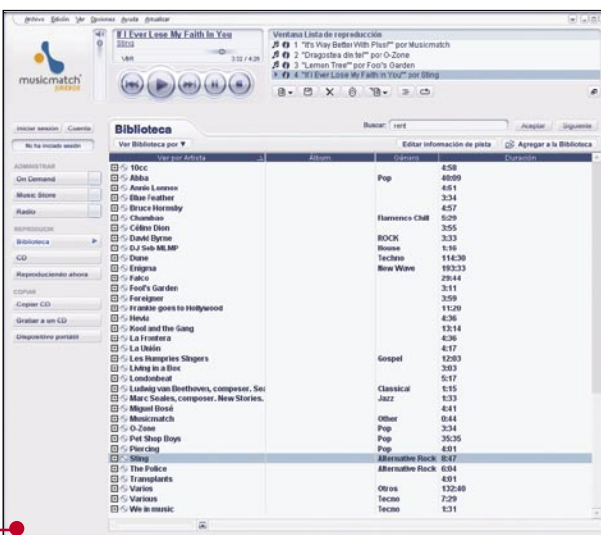 Archivo Edición Ver Opciones Ayuda Actualizar
If I Ever Lose My Faith In You
Sting
VBR 3:32 / 4:29
Ventana Lista de reproducción
1 "It's Way Better With Plus!" por Musicmatch
2 "Dragostea din tei" por O-Zone
3 "Lemon Tree" por Fool's Garden
4 "If I Ever Lose My Faith in You" por Sting
musicmatch
JUKEBOX
Iniciar sesión Cuenta
No ha iniciado sesión
Biblioteca
Buscar: Aceptar Siguiente
Ver Biblioteca por Editar información de pista Agregar a la Biblioteca
Ver por Artista Álbum Género Duración
ADMINISTRAR
On Demand
Music Store
Radio
REPRODUCIR
Biblioteca
CD
Reproduciendo ahora
COPIAR
Copiar CD
Grabar a un CD
Dispositivo portátil
10cc 4:58
Abba Pop 40:09
Annie Lennox 4:51
Blue Feather 3:34
Bruce Hornsby 4:57
Chambao Flamenco Chill 5:29
Céline Dion 3:55
David Byrne ROCK 3:33
DJ Seb MLMP House 1:16
Dune Techno 114:30
Enigma New Wave 193:33
Falco 29:44
Fool's Garden 3:11
Foreigner 3:59
Frankie goes to Hollywood 11:20
Hevia 4:36
Kool and the Gang 13:14
La Frontera 4:36
La Unión 4:17
Les Humpries Singers Gospel 12:03
Living in a Box 3:03
Londonbeat 5:17
Ludwig van Beethoven, composer. Sea Classical 1:15
Marc Seales, composer. New Stories. Jazz 1:33
Miguel Bosé 4:41
Musicmatch Other 0:44
O-Zone Pop 3:34
Pet Shop Boys Pop 35:35
Piercing Pop 4:01
Sting Alternative Rock 8:47
The Police Alternative Rock 6:04
Transplants 4:01
Varios Otros 132:40
Various Tecno 7:29
We in music Tecno 1:31